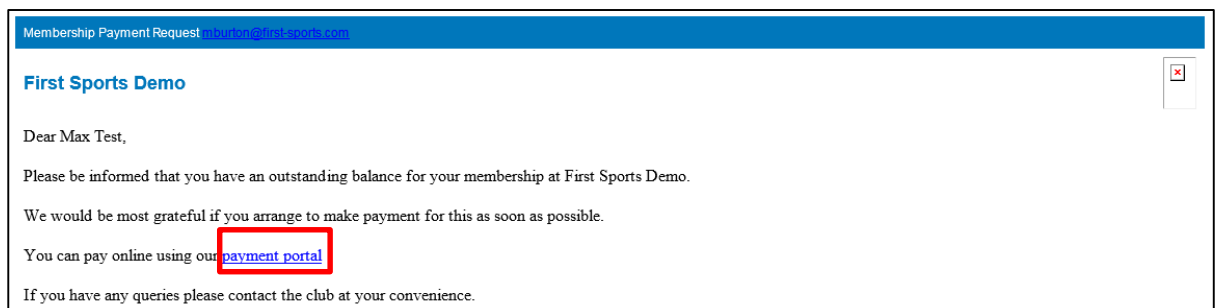 Membership Payment Request mburton@first-sports.com
First Sports Demo
Dear Max Test,
Please be informed that you have an outstanding balance for your membership at First Sports Demo.
We would be most grateful if you arrange to make payment for this as soon as possible.
You can pay online using our payment portal
If you have any queries please contact the club at your convenience.